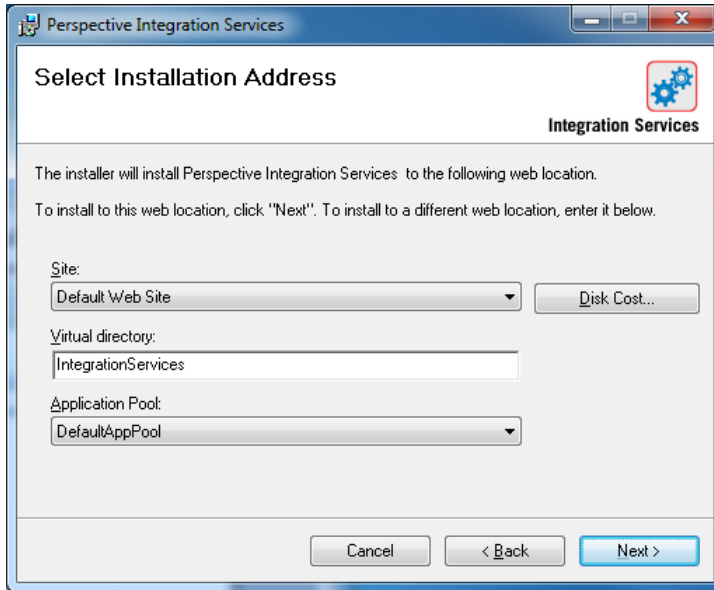 Perspective Integration Services
Select Installation Address
Integration Services
The installer will install Perspective Integration Services to the following web location.
To install to this web location, click "Next". To install to a different web location, enter it below.
Site:
Default Web Site
Disk Cost...
Virtual directory:
IntegrationServices
Application Pool:
DefaultAppPool
Cancel
< Back
Next >